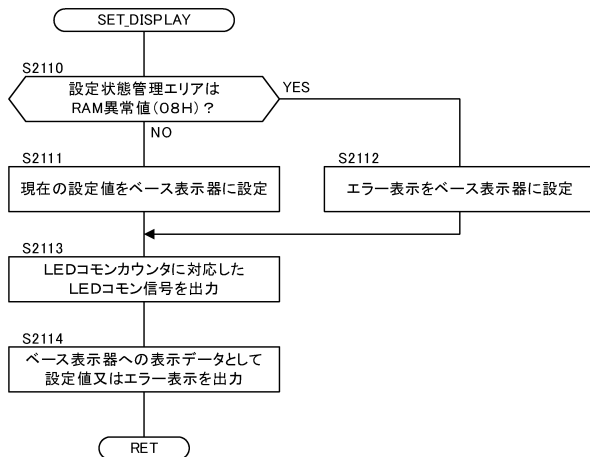 SET_DISPLAY
S2110
設定状態管理エリアは
RAM異常値(08H)?
YES
NO
S2111
現在の設定値をベース表示器に設定
S2112
エラー表示をベース表示器に設定
S2113
LEDコモンカウンタに対応した
LEDコモン信号を出力
S2114
ベース表示器への表示データとして
設定値又はエラー表示を出力
RET